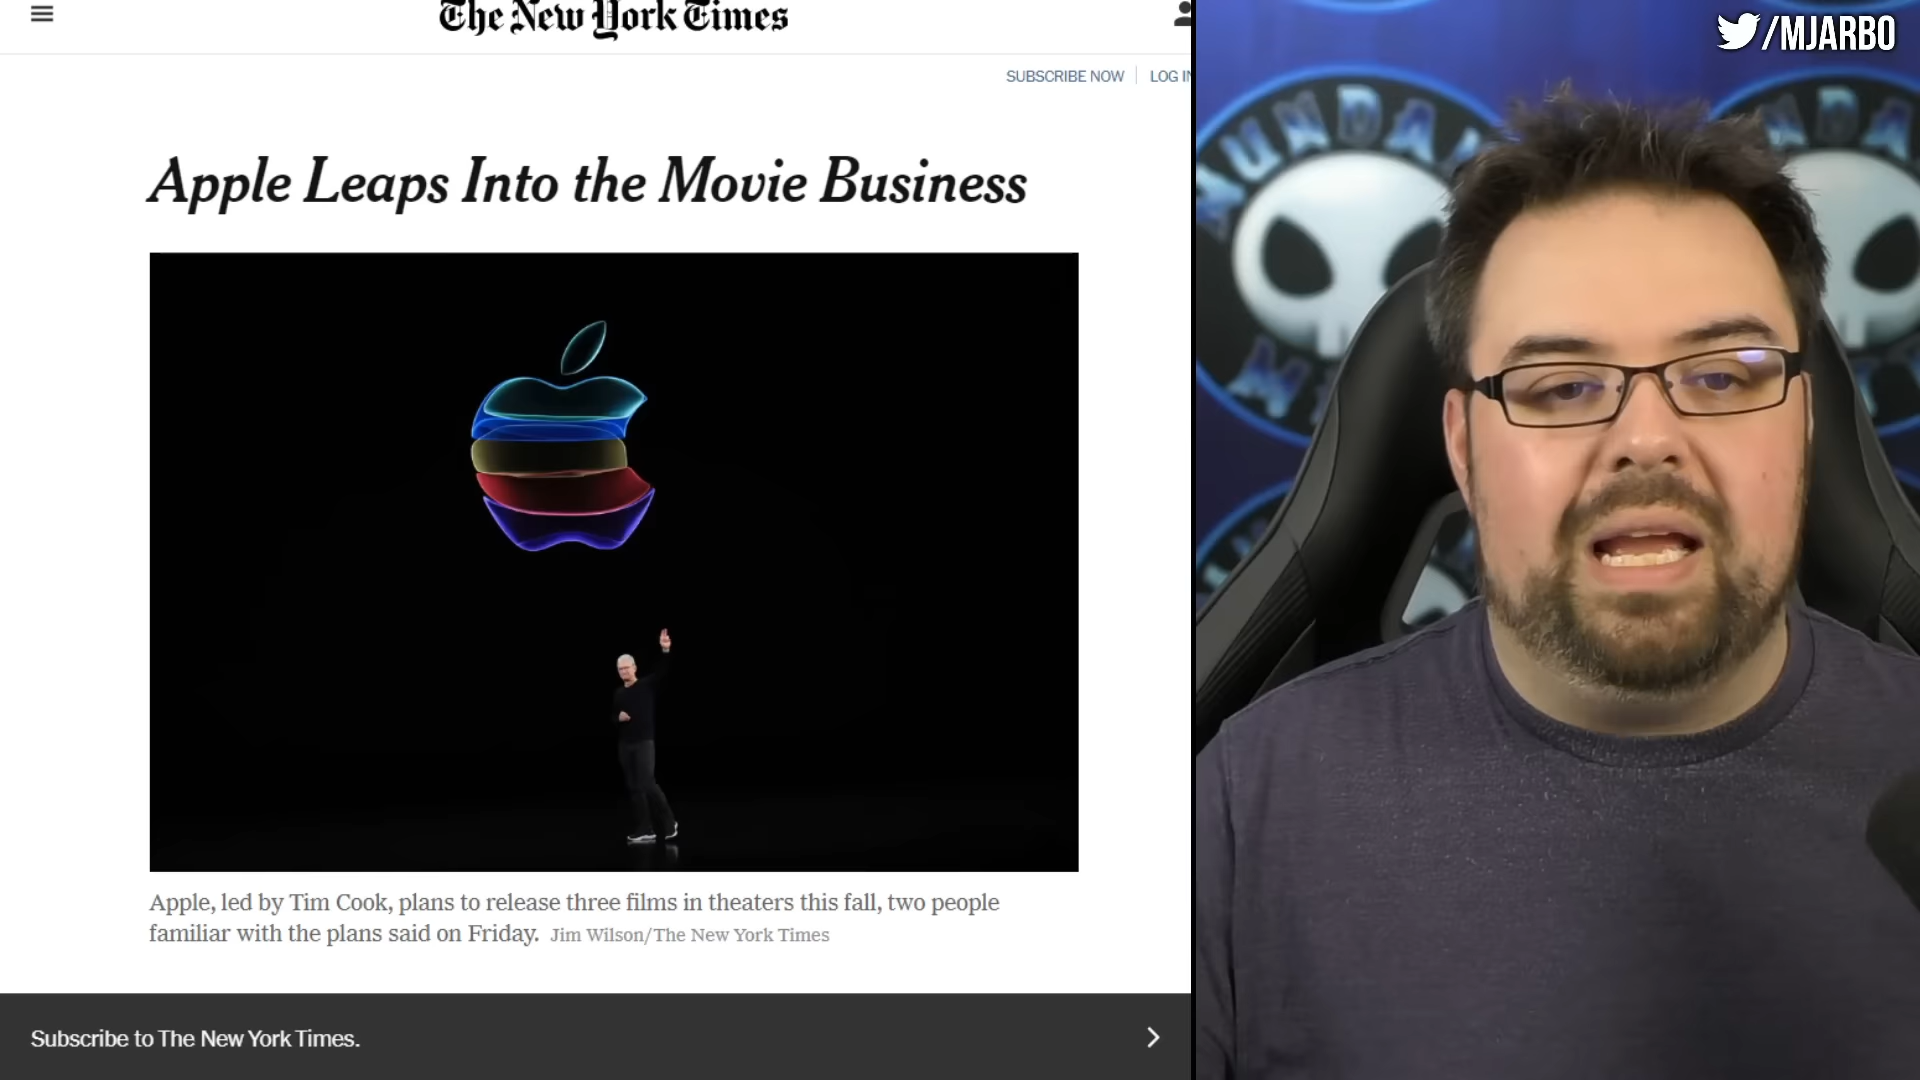 The New York Times
/MJARBO
SUBSCRIBE NOW
Apple Leaps Into the Movie Business
Apple, led by Tim Cook, plans to release three films in theaters this fall, two people
familiar with the plans said on Friday. Jim Wilson/The New York Times
Subscribe to The New York Times.